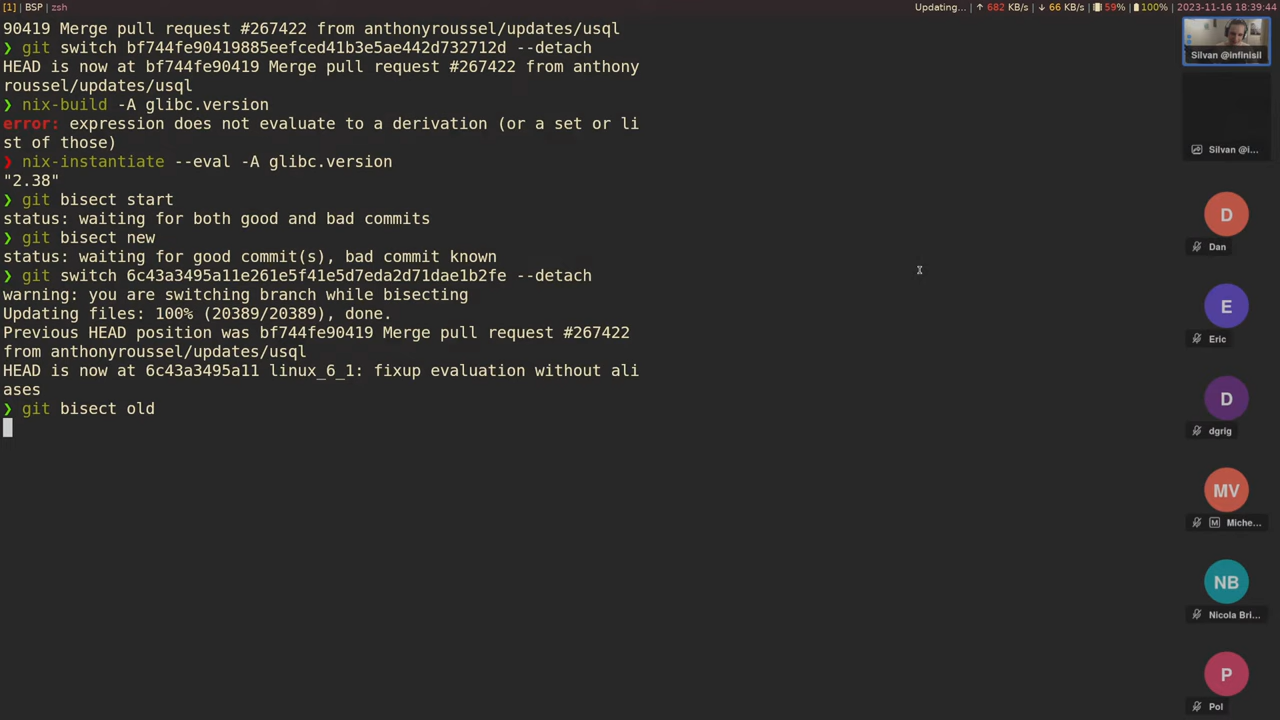 [1] | BSP | zsh
Updating... | ↑ 682 KB/s | ↓ 66 KB/s | 59% | 100% | 2023-11-16 18:39:44
90419 Merge pull request #267422 from anthonyroussel/updates/usql
❯ git switch bf744fe90419885eefced41b3e5ae442d732712d --detach
HEAD is now at bf744fe90419 Merge pull request #267422 from anthony
roussel/updates/usql
❯ nix-build -A glibc.version
error: expression does not evaluate to a derivation (or a set or li
st of those)
❯ nix-instantiate --eval -A glibc.version
"2.38"
❯ git bisect start
status: waiting for both good and bad commits
❯ git bisect new
status: waiting for good commit(s), bad commit known
❯ git switch 6c43a3495a11e261e5f41e5d7eda2d71dae1b2fe --detach
warning: you are switching branch while bisecting
Updating files: 100% (20389/20389), done.
Previous HEAD position was bf744fe90419 Merge pull request #267422
from anthonyroussel/updates/usql
HEAD is now at 6c43a3495a11 linux_6_1: fixup evaluation without ali
ases
❯ git bisect old
Silvan @infinisil
Silvan @i...
D
Dan
E
Eric
D
dgrig
MV
M Miche...
NB
Nicola Bri...
P
Pol